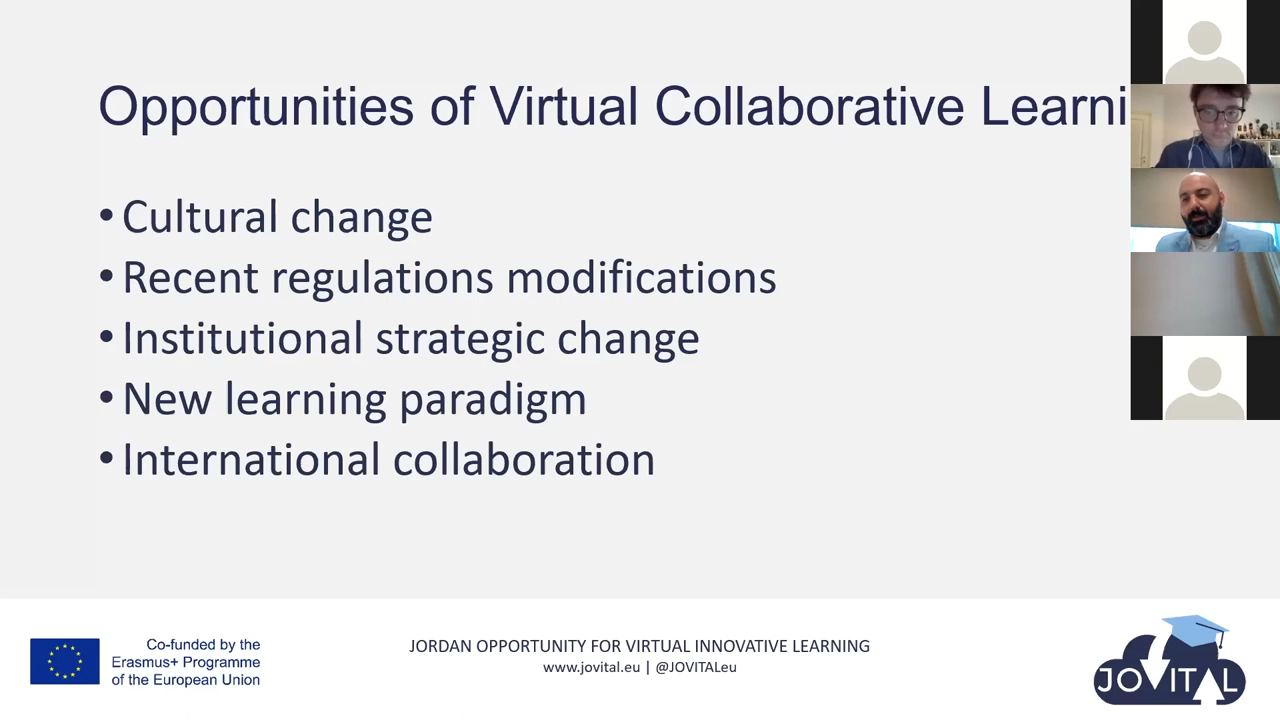 Opportunities of Virtual Collaborative Learni
• Cultural change
• Recent regulations modifications
• Institutional strategic change
• New learning paradigm
• International collaboration
Co-funded by the
Erasmus+ Programme
of the European Union
JORDAN OPPORTUNITY FOR VIRTUAL INNOVATIVE LEARNING
www.jovital.eu | @JOVITALeu
JOVITAL